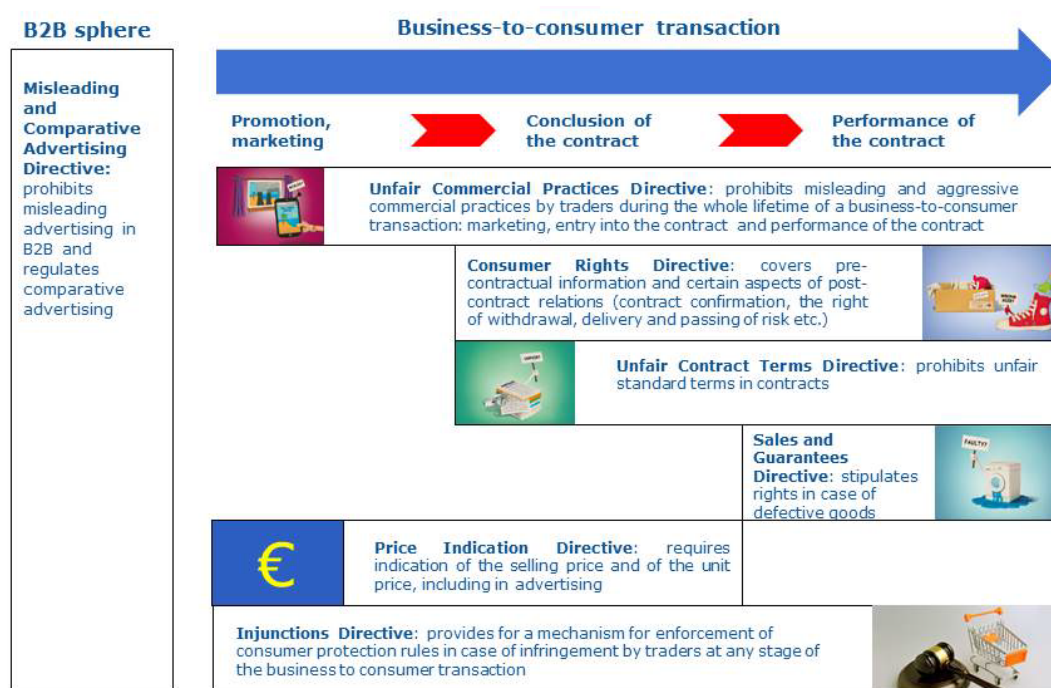 B2B sphere
Misleading
and
Comparative
Advertising
Directive:
prohibits
misleading
advertising in
B2B and
regulates
comparative
advertising
Business-to-consumer transaction
Promotion,
marketing
Conclusion of
the contract
Performance of
the contract
Unfair Commercial Practices Directive: prohibits misleading and aggressive
commercial practices by traders during the whole lifetime of a business-to-consumer
transaction: marketing, entry into the contract and performance of the contract
Consumer Rights Directive: covers pre-
contractual information and certain aspects of post-
contract relations (contract confirmation, the right
of withdrawal, delivery and passing of risk etc.)
Unfair Contract Terms Directive: prohibits unfair
standard terms in contracts
Sales and
Guarantees
Directive: stipulates
rights in case of
defective goods
FAULTY?
€
Price Indication Directive: requires
indication of the selling price and of the unit
price, including in advertising
Injunctions Directive: provides for a mechanism for enforcement of
consumer protection rules in case of infringement by traders at any stage of
the business to consumer transaction